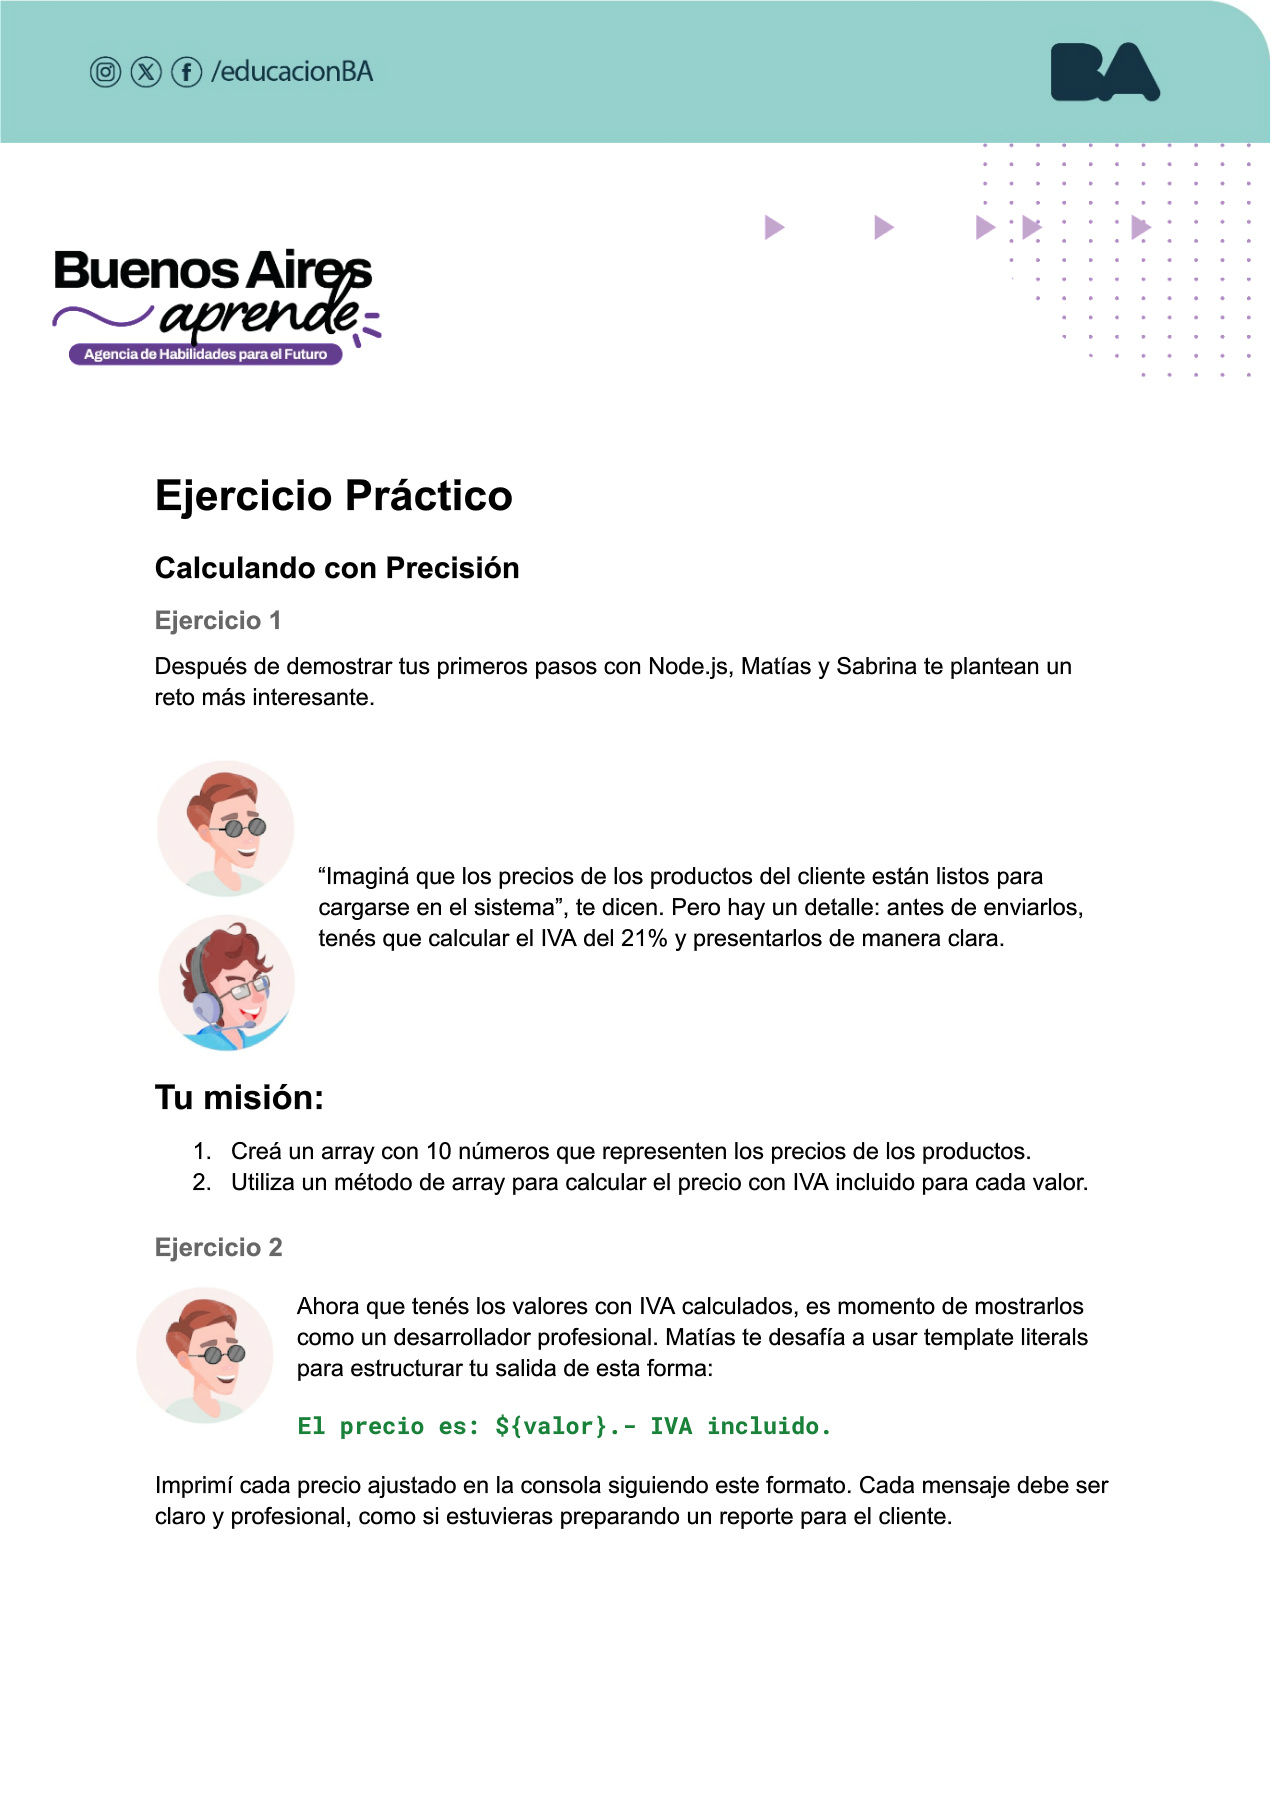 /educacionBA
BA
Buenos Aires
aprende
Agencia de Habilidades para el Futuro
Ejercicio Práctico
Calculando con Precisión
Ejercicio 1
Después de demostrar tus primeros pasos con Node.js, Matías y Sabrina te plantean un
reto más interesante.
“Imaginá que los precios de los productos del cliente están listos para
cargarse en el sistema”, te dicen. Pero hay un detalle: antes de enviarlos,
tenés que calcular el IVA del 21% y presentarlos de manera clara.
Tu misión:
1. Creá un array con 10 números que representen los precios de los productos.
2. Utiliza un método de array para calcular el precio con IVA incluido para cada valor.
Ejercicio 2
Ahora que tenés los valores con IVA calculados, es momento de mostrarlos
como un desarrollador profesional. Matías te desafía a usar template literals
para estructurar tu salida de esta forma:
El precio es: ${valor}.- IVA incluido.
Imprimí cada precio ajustado en la consola siguiendo este formato. Cada mensaje debe ser
claro y profesional, como si estuvieras preparando un reporte para el cliente.